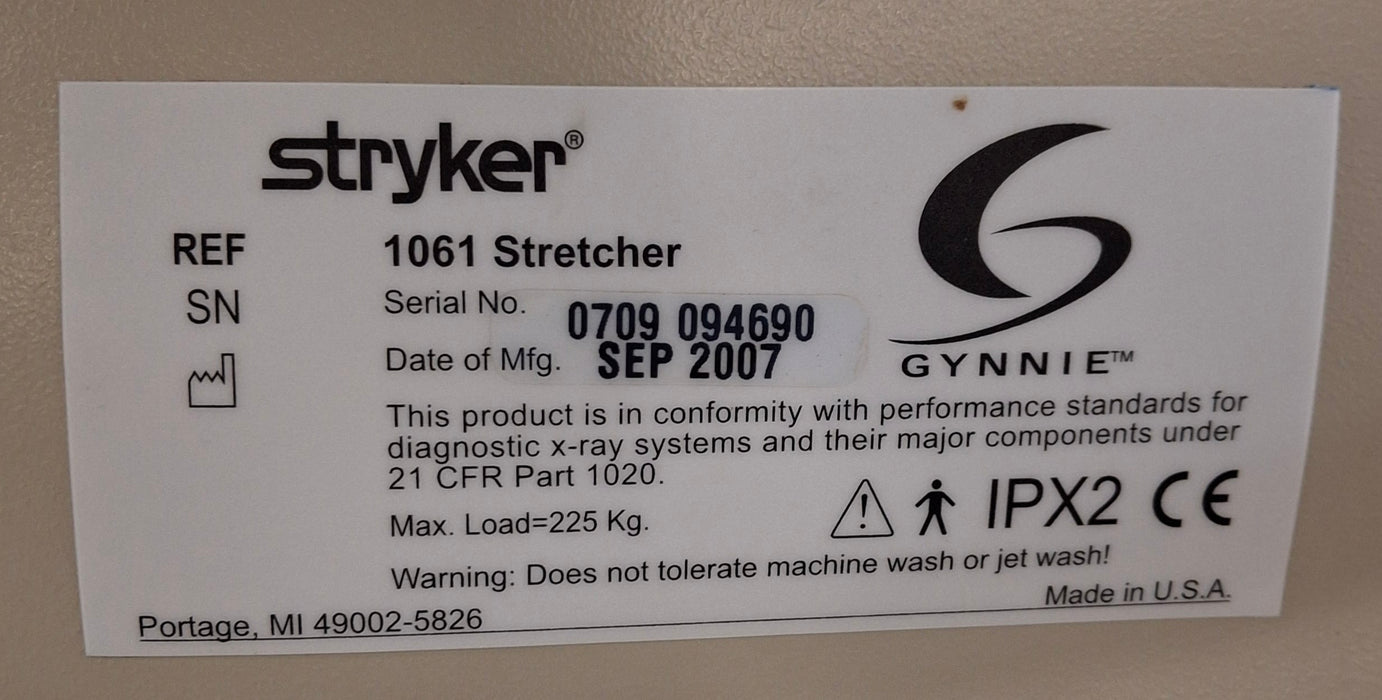 stryker®
REF 1061 Stretcher
SN Serial No. 0709 094690
Date of Mfg. SEP 2007
GYNNIE™
This product is in conformity with performance standards for
diagnostic x-ray systems and their major components under
21 CFR Part 1020.
Max. Load=225 Kg.
IPX2 CE
Warning: Does not tolerate machine wash or jet wash!
Made in U.S.A.
Portage, MI 49002-5826